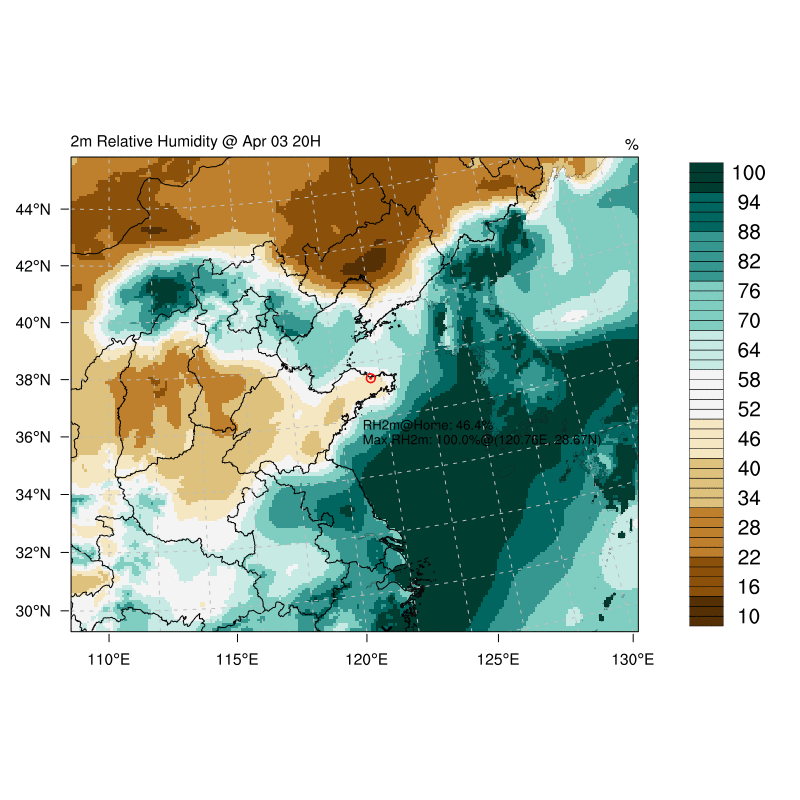 2m Relative Humidity @ Apr 03 20H
%
100
94
88
82
76
70
64
58
52
46
40
34
28
22
16
10
44°N
42°N
40°N
38°N
36°N
34°N
32°N
30°N
RH2m@Home: 46.4%
Max RH2m: 100.0%@(120.76E, 28.67N)
110°E
115°E
120°E
125°E
130°E